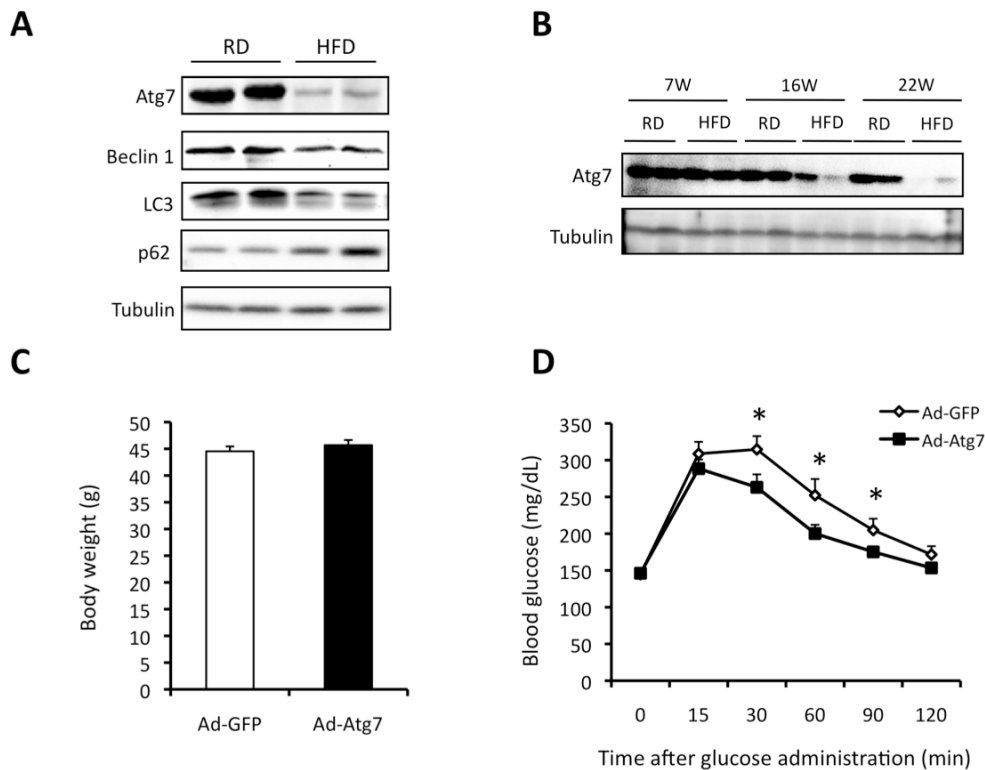 A
RD HFD
Atg7
Beclin 1
LC3
p62
Tubulin
B
7W 16W 22W
RD HFD RD HFD RD HFD
Atg7
Tubulin
C
50
45
40
35
30
25
20
15
10
5
0
Body weight (g)
Ad-GFP Ad-Atg7
D
Ad-GFP
Ad-Atg7
* * *
350
300
250
200
150
100
50
0
Blood glucose (mg/dL)
0 15 30 60 90 120
Time after glucose administration (min)